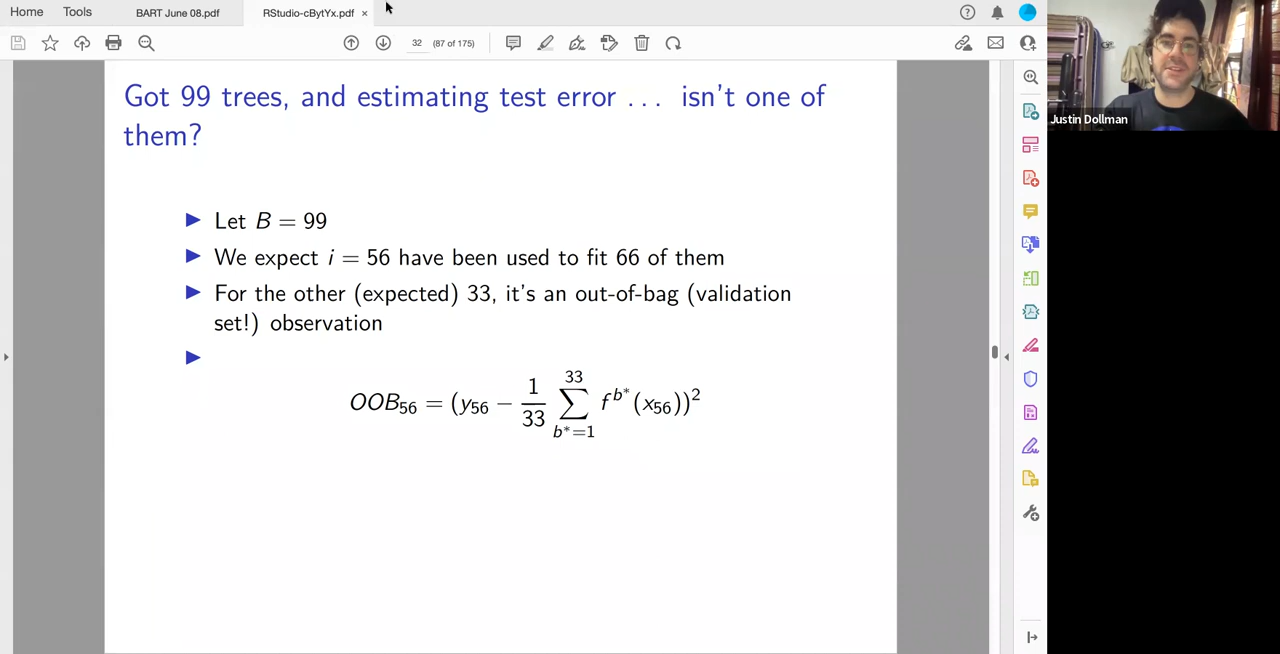 Home Tools BART June 08.pdf RStudio-cBytYx.pdf ×
32 (87 of 175)
Got 99 trees, and estimating test error . . . isn't one of
them?
▶ Let B = 99
▶ We expect i = 56 have been used to fit 66 of them
▶ For the other (expected) 33, it's an out-of-bag (validation
set!) observation
▶
OOB₅₆ = (y₅₆ − 1/33 ∑_{b*=1}^{33} f^{b*}(x₅₆))²
Justin Dollman